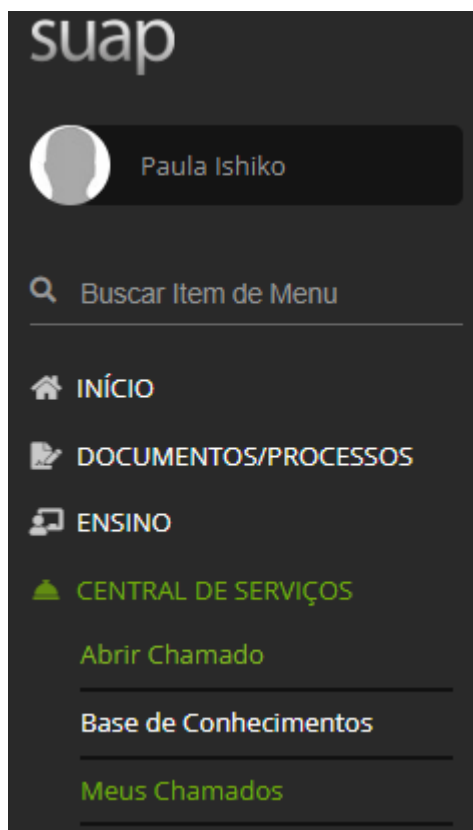 suap
Paula Ishiko
Buscar Item de Menu
INÍCIO
DOCUMENTOS/PROCESSOS
ENSINO
CENTRAL DE SERVIÇOS
Abrir Chamado
Base de Conhecimentos
Meus Chamados